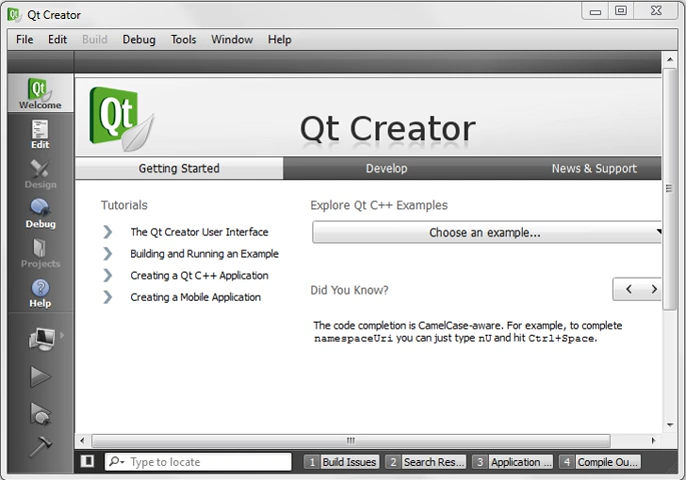 Qt Creator
File Edit Build Debug Tools Window Help
Qt
Welcome
Edit
Design
Debug
Projects
Help
Qt
Qt Creator
Getting Started Develop News & Support
Tutorials
The Qt Creator User Interface
Building and Running an Example
Creating a Qt C++ Application
Creating a Mobile Application
Explore Qt C++ Examples
Choose an example...
Did You Know?
The code completion is CamelCase-aware. For example, to complete
namespaceUri you can just type nU and hit Ctrl+Space.
Type to locate
1 Build Issues 2 Search Res... 3 Application ... 4 Compile Ou...